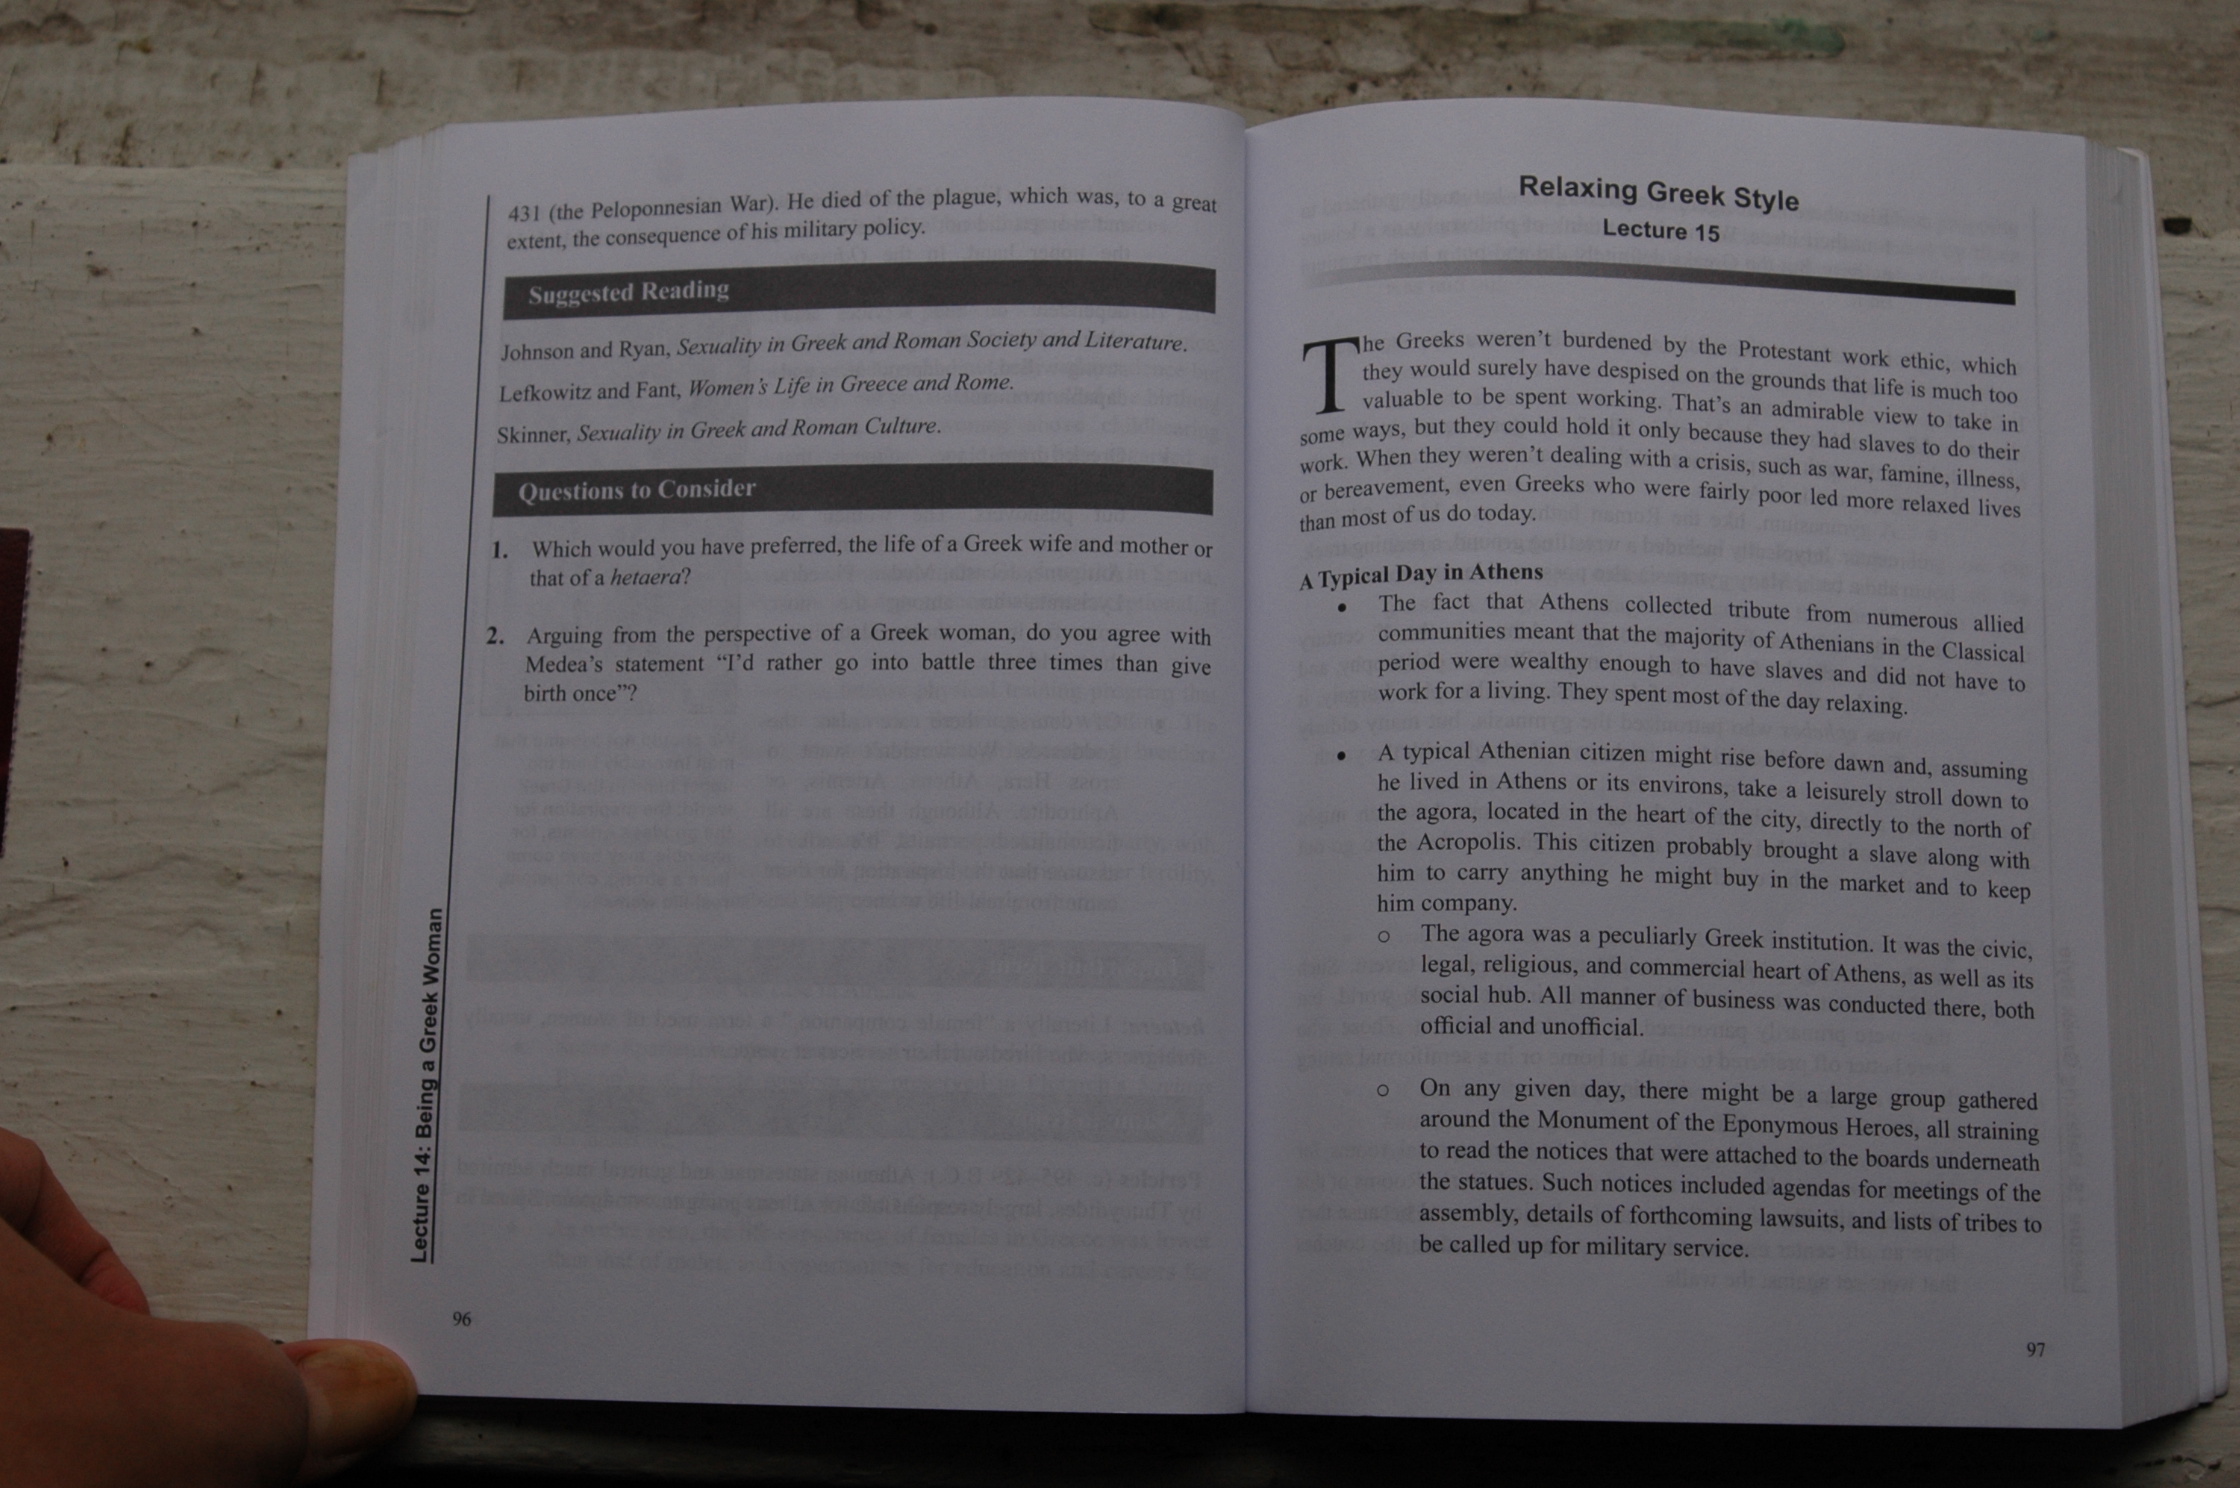 431 (the Peloponnesian War). He died of the plague, which was, to a great
extent, the consequence of his military policy.
Suggested Reading
Johnson and Ryan, Sexuality in Greek and Roman Society and Literature.
Lefkowitz and Fant, Women's Life in Greece and Rome.
Skinner, Sexuality in Greek and Roman Culture.
Questions to Consider
1. Which would you have preferred, the life of a Greek wife and mother or
that of a hetaera?
2. Arguing from the perspective of a Greek woman, do you agree with
Medea's statement “I'd rather go into battle three times than give
birth once”?
Lecture 14: Being a Greek Woman
96
Relaxing Greek Style
Lecture 15
The Greeks weren't burdened by the Protestant work ethic, which
they would surely have despised on the grounds that life is much too
valuable to be spent working. That's an admirable view to take in
some ways, but they could hold it only because they had slaves to do their
work. When they weren't dealing with a crisis, such as war, famine, illness,
or bereavement, even Greeks who were fairly poor led more relaxed lives
than most of us do today.
A Typical Day in Athens
• The fact that Athens collected tribute from numerous allied
communities meant that the majority of Athenians in the Classical
period were wealthy enough to have slaves and did not have to
work for a living. They spent most of the day relaxing.
• A typical Athenian citizen might rise before dawn and, assuming
he lived in Athens or its environs, take a leisurely stroll down to
the agora, located in the heart of the city, directly to the north of
the Acropolis. This citizen probably brought a slave along with
him to carry anything he might buy in the market and to keep
him company.
o The agora was a peculiarly Greek institution. It was the civic,
legal, religious, and commercial heart of Athens, as well as its
social hub. All manner of business was conducted there, both
official and unofficial.
o On any given day, there might be a large group gathered
around the Monument of the Eponymous Heroes, all straining
to read the notices that were attached to the boards underneath
the statues. Such notices included agendas for meetings of the
assembly, details of forthcoming lawsuits, and lists of tribes to
be called up for military service.
97